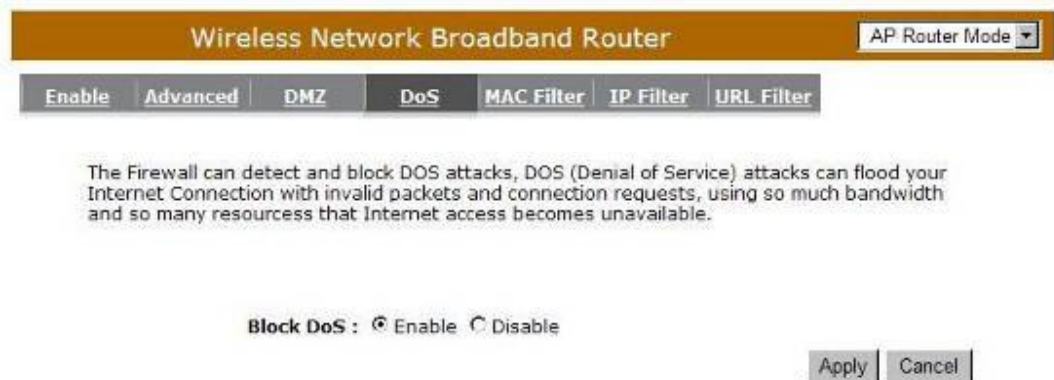 Wireless Network Broadband Router
AP Router Mode
Enable Advanced DMZ DoS MAC Filter IP Filter URL Filter
The Firewall can detect and block DOS attacks, DOS (Denial of Service) attacks can flood your
Internet Connection with invalid packets and connection requests, using so much bandwidth
and so many resourcess that Internet access becomes unavailable.
Block DoS : Enable Disable
Apply Cancel